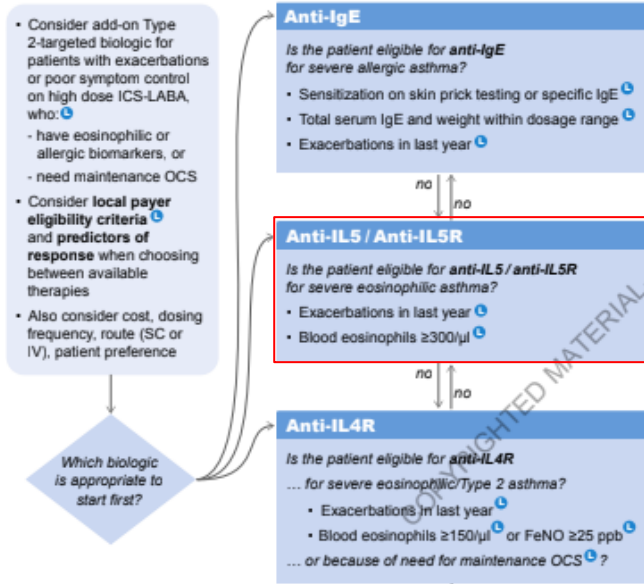 • Consider add-on Type
2-targeted biologic for
patients with exacerbations
or poor symptom control
on high dose ICS-LABA,
who: L
- have eosinophilic or
allergic biomarkers, or
- need maintenance OCS
• Consider local payer
eligibility criteria L
and predictors of
response when choosing
between available
therapies
• Also consider cost, dosing
frequency, route (SC or
IV), patient preference
Which biologic
is appropriate to
start first?
Anti-IgE
Is the patient eligible for anti-IgE
for severe allergic asthma?
• Sensitization on skin prick testing or specific IgE L
• Total serum IgE and weight within dosage range L
• Exacerbations in last year L
no
no
Anti-IL5 / Anti-IL5R
Is the patient eligible for anti-IL5 / anti-IL5R
for severe eosinophilic asthma?
• Exacerbations in last year L
• Blood eosinophils ≥300/µl L
no
no
Anti-IL4R
Is the patient eligible for anti-IL4R
... for severe eosinophilic/Type 2 asthma?
• Exacerbations in last year L
• Blood eosinophils ≥150/µl L or FeNO ≥25 ppb L
... or because of need for maintenance OCS L ?
COPYRIGHTED MATERIAL